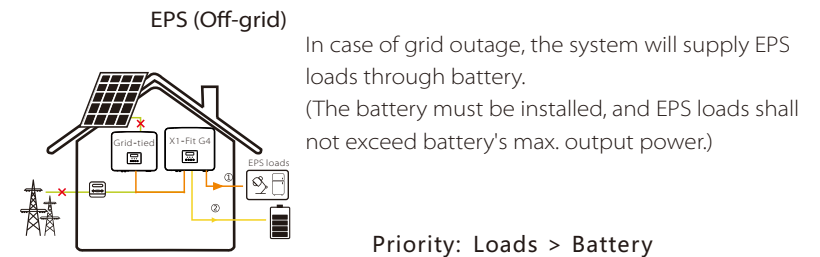 EPS (Off-grid)
In case of grid outage, the system will supply EPS
loads through battery.
(The battery must be installed, and EPS loads shall
not exceed battery's max. output power.)
Grid-tied
X1-Fit G4
EPS loads
①
②
Priority: Loads > Battery